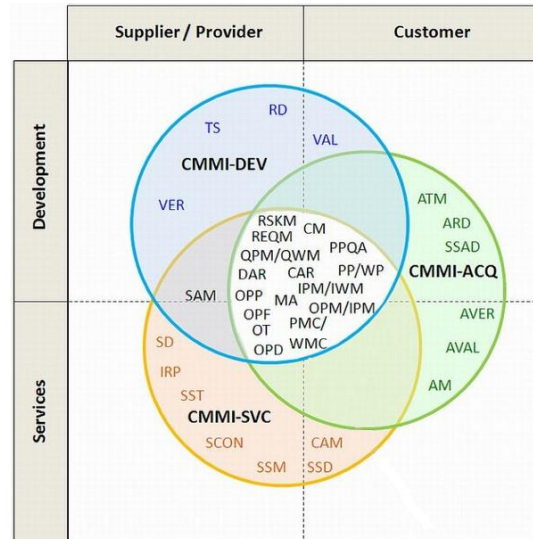 Supplier / Provider
Customer
Development
Services
RD
TS
VAL
CMMI-DEV
VER
ATM
ARD
SSAD
CMMI-ACQ
AVER
AVAL
AM
RSKM
CM
REQM
PPQA
QPM/QWM
DAR
CAR
PP/WP
IPM/IWM
OPP
MA
OPM/IPM
OPF
PMC/
OT
WMC
OPD
SAM
SD
IRP
SST
CMMI-SVC
SCON
CAM
SSM
SSD